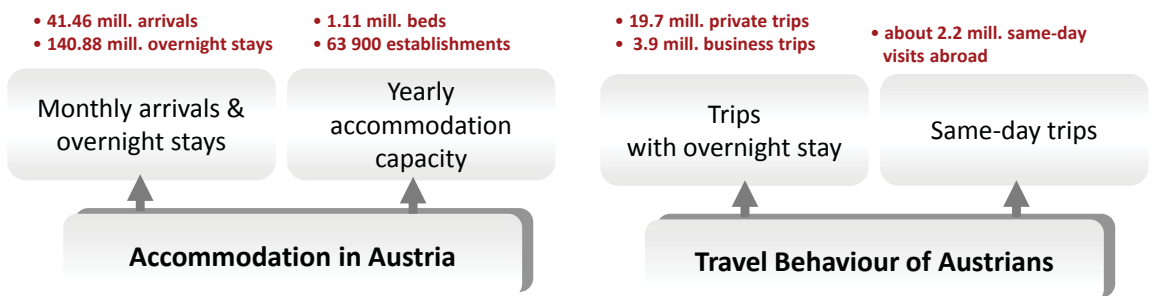 • 41.46 mill. arrivals
• 140.88 mill. overnight stays
• 1.11 mill. beds
• 63 900 establishments
Monthly arrivals &
overnight stays
Yearly
accommodation
capacity
Accommodation in Austria
• 19.7 mill. private trips
• 3.9 mill. business trips
• about 2.2 mill. same-day
visits abroad
Trips
with overnight stay
Same-day trips
Travel Behaviour of Austrians